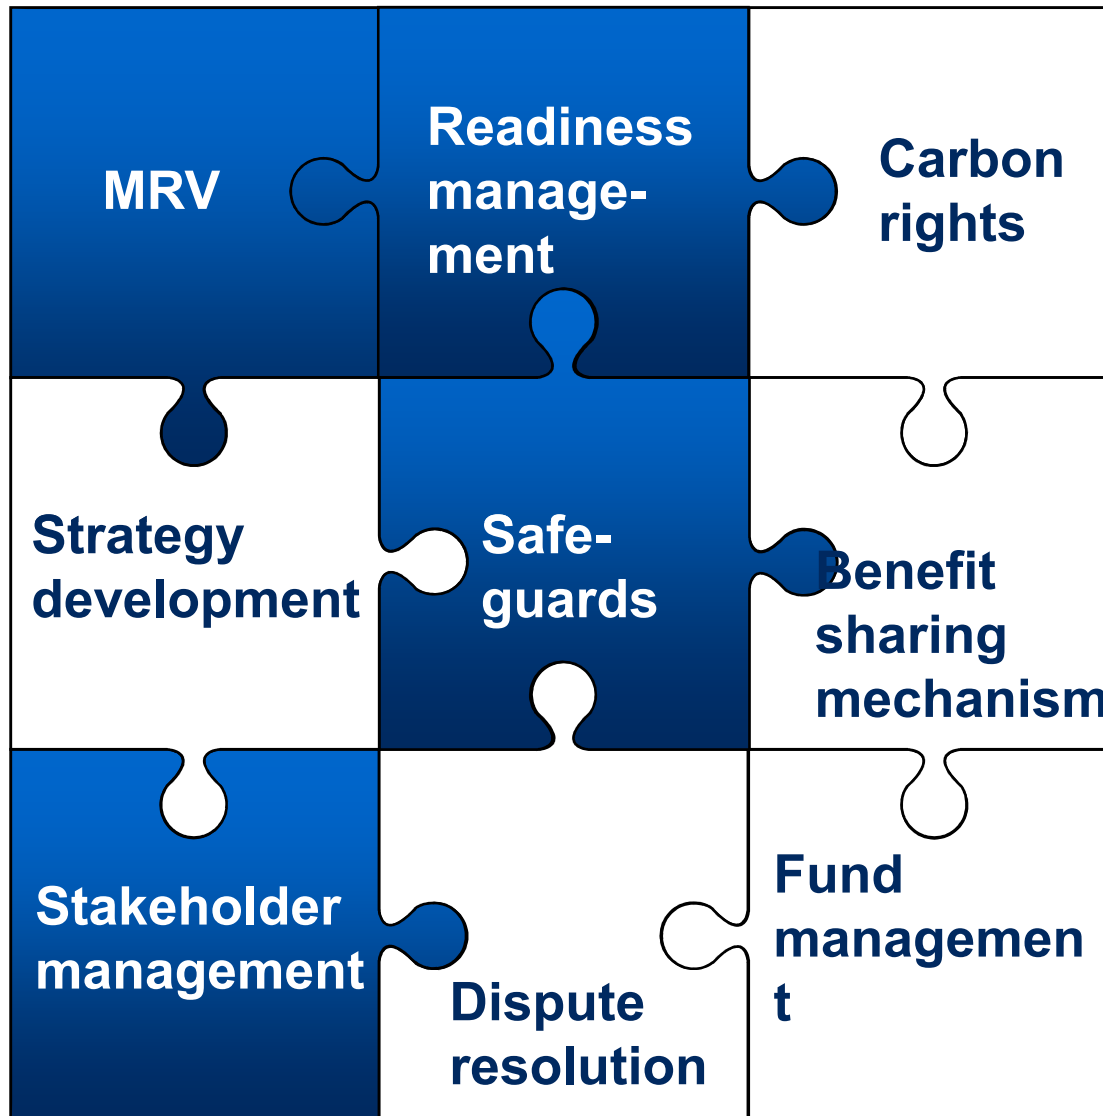 MRV
Readiness
manage-
ment
Carbon
rights
Strategy
development
Safe-
guards
Benefit
sharing
mechanism
Stakeholder
management
Dispute
resolution
Fund
managemen
t